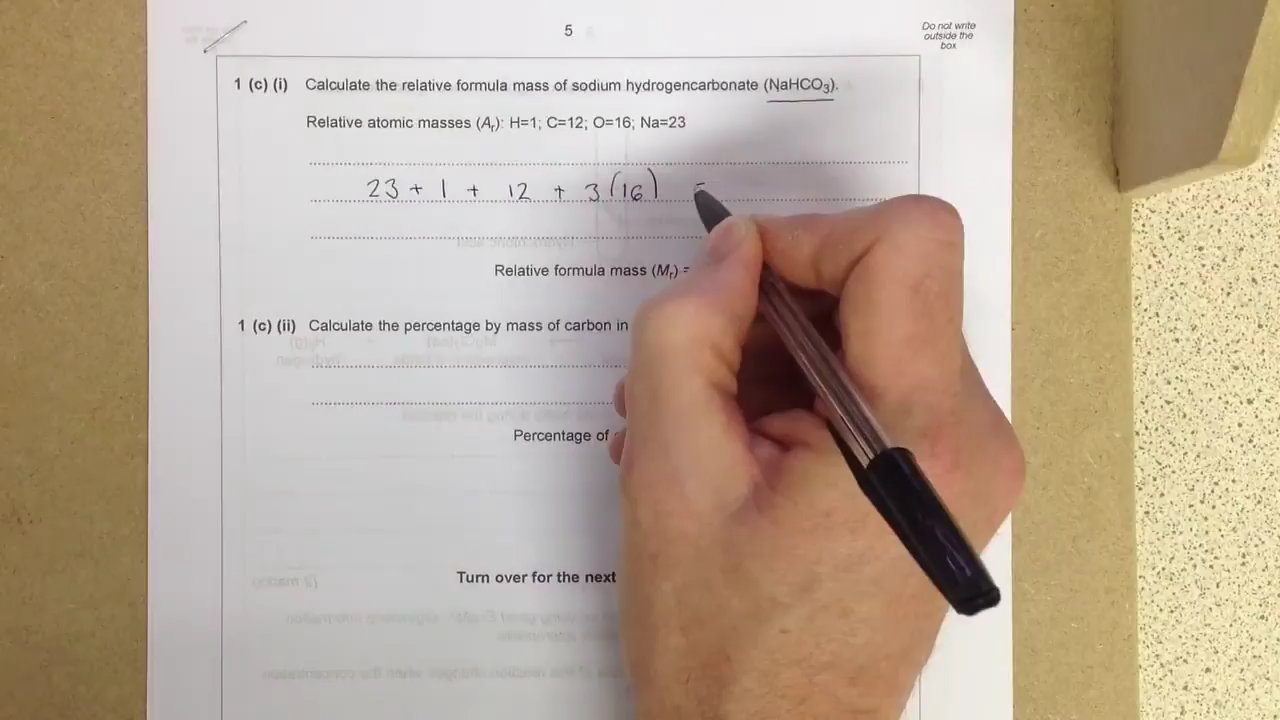 5
Do not write
outside the
box
1 (c) (i) Calculate the relative formula mass of sodium hydrogencarbonate (NaHCO₃).
Relative atomic masses (Aᵣ): H=1; C=12; O=16; Na=23
23 + 1 + 12 + 3(16) =
Relative formula mass (Mᵣ) =
1 (c) (ii) Calculate the percentage by mass of carbon in
Percentage of
Turn over for the next